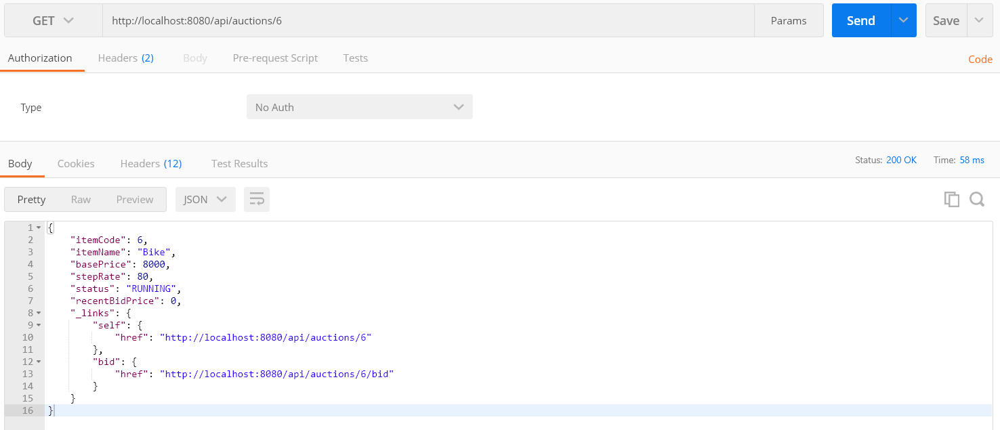 GET http://localhost:8080/api/auctions/6 Params Send Save
Authorization Headers (2) Body Pre-request Script Tests Code
Type No Auth
Body Cookies Headers (12) Test Results Status: 200 OK Time: 58 ms
Pretty Raw Preview JSON
1 {
2 "itemCode": 6,
3 "itemName": "Bike",
4 "basePrice": 8000,
5 "stepRate": 80,
6 "status": "RUNNING",
7 "recentBidPrice": 0,
8 "_links": {
9 "self": {
10 "href": "http://localhost:8080/api/auctions/6"
11 },
12 "bid": {
13 "href": "http://localhost:8080/api/auctions/6/bid"
14 }
15 }
16 }